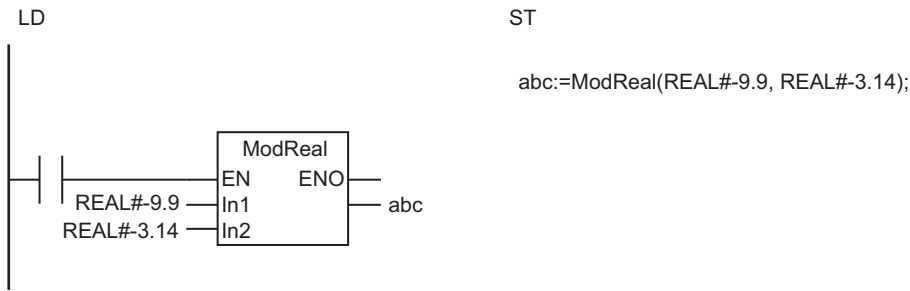 LD
ST
abc:=ModReal(REAL#-9.9, REAL#-3.14);
ModReal
EN ENO
REAL#-9.9 In1 abc
REAL#-3.14 In2